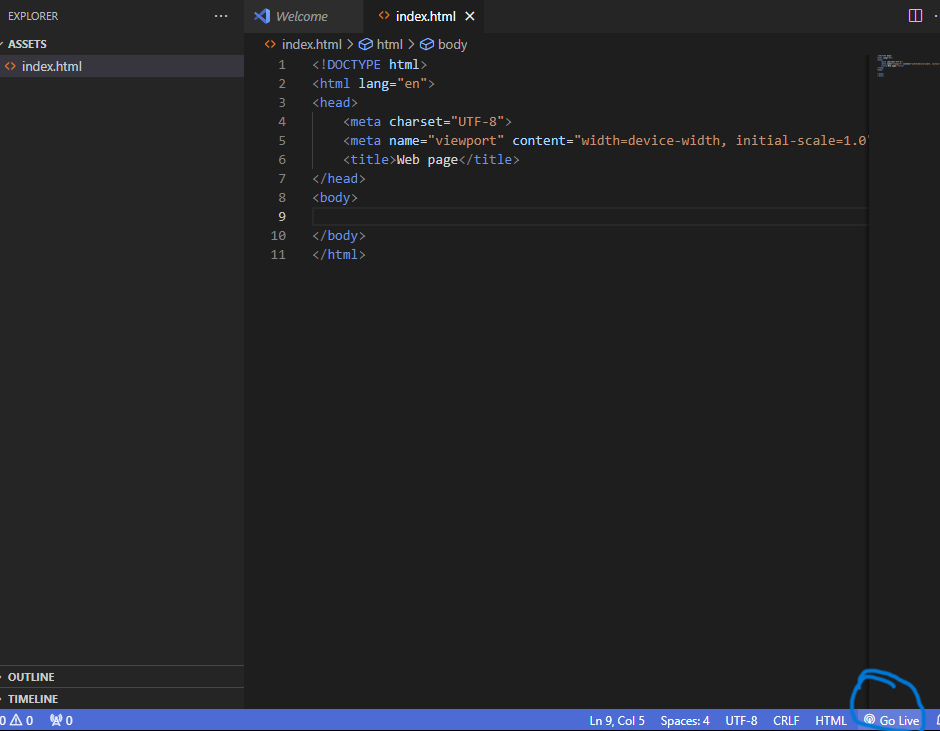 EXPLORER
ASSETS
index.html
Welcome
index.html
index.html > html > body
1 <!DOCTYPE html>
2 <html lang="en">
3 <head>
4 <meta charset="UTF-8">
5 <meta name="viewport" content="width=device-width, initial-scale=1.0"
6 <title>Web page</title>
7 </head>
8 <body>
9
10 </body>
11 </html>
OUTLINE
TIMELINE
0 0 0 Ln 9, Col 5 Spaces: 4 UTF-8 CRLF HTML Go Live